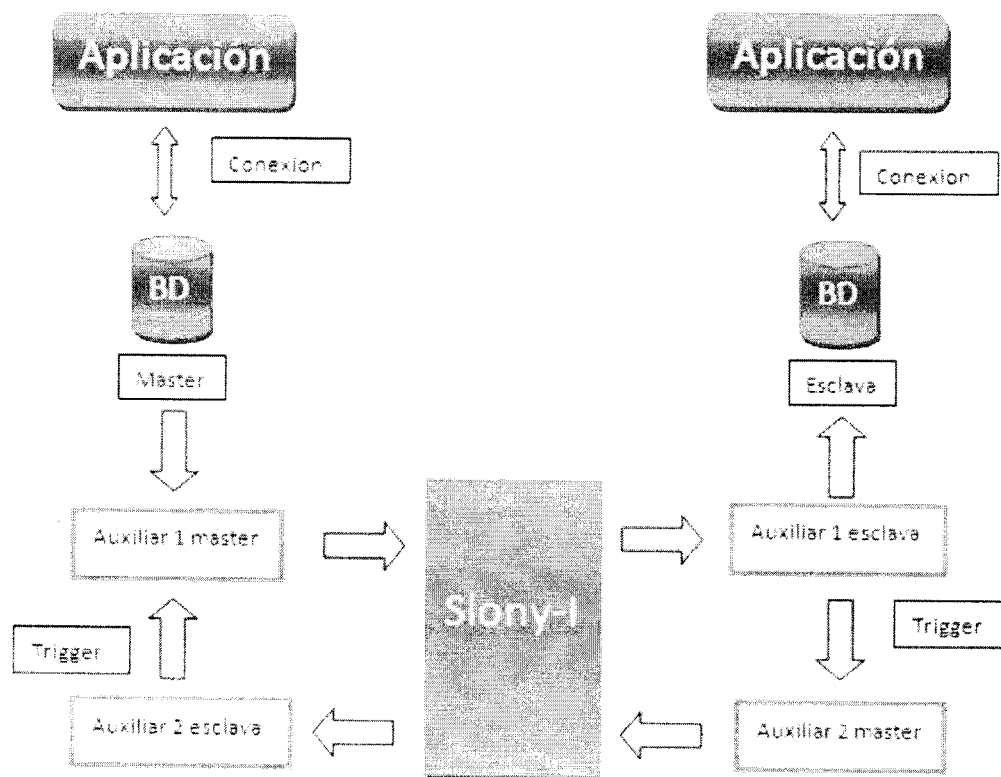 Aplicación
Aplicación
Conexion
Conexion
BD
BD
Master
Esclava
Auxiliar 1 master
Auxiliar 1 esclava
Slony-I
Trigger
Trigger
Auxiliar 2 esclava
Auxiliar 2 master